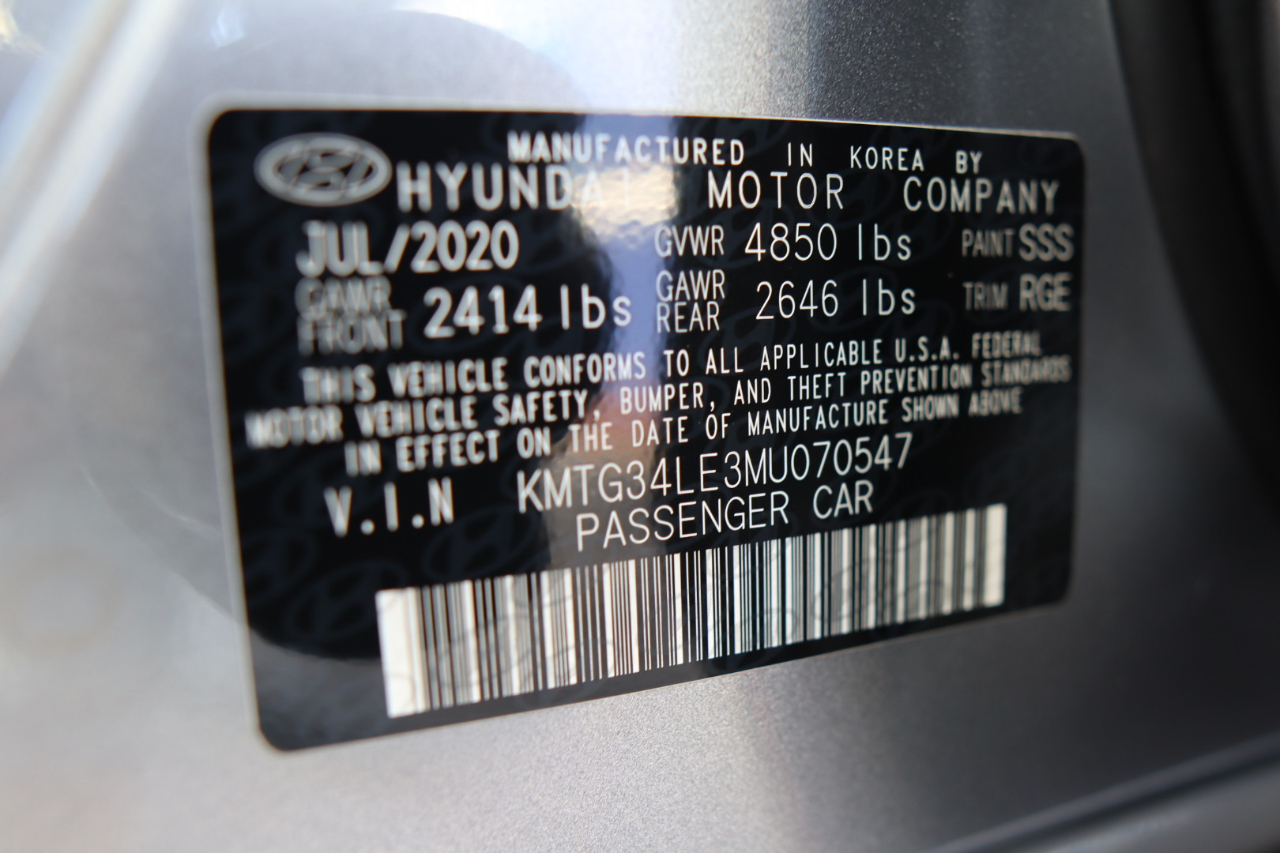 MANUFACTURED IN KOREA BY
HYUNDAI MOTOR COMPANY
JUL/2020 GVWR 4850 lbs PAINT SSS
GAWR FRONT 2414 lbs GAWR REAR 2646 lbs TRIM RGE
THIS VEHICLE CONFORMS TO ALL APPLICABLE U.S.A. FEDERAL
MOTOR VEHICLE SAFETY, BUMPER, AND THEFT PREVENTION STANDARDS
IN EFFECT ON THE DATE OF MANUFACTURE SHOWN ABOVE
V.I.N KMTG34LE3MU070547
PASSENGER CAR